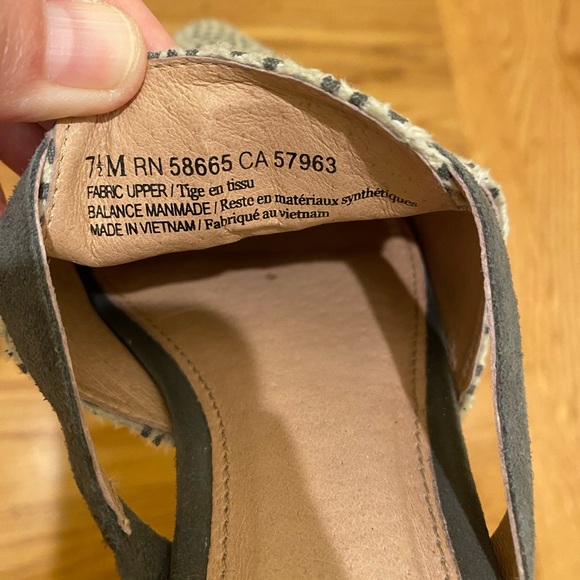 7½M RN 58665 CA 57963
FABRIC UPPER / Tige en tissu
BALANCE MANMADE / Reste en matériaux synthétiques
MADE IN VIETNAM / Fabriqué au vietnam